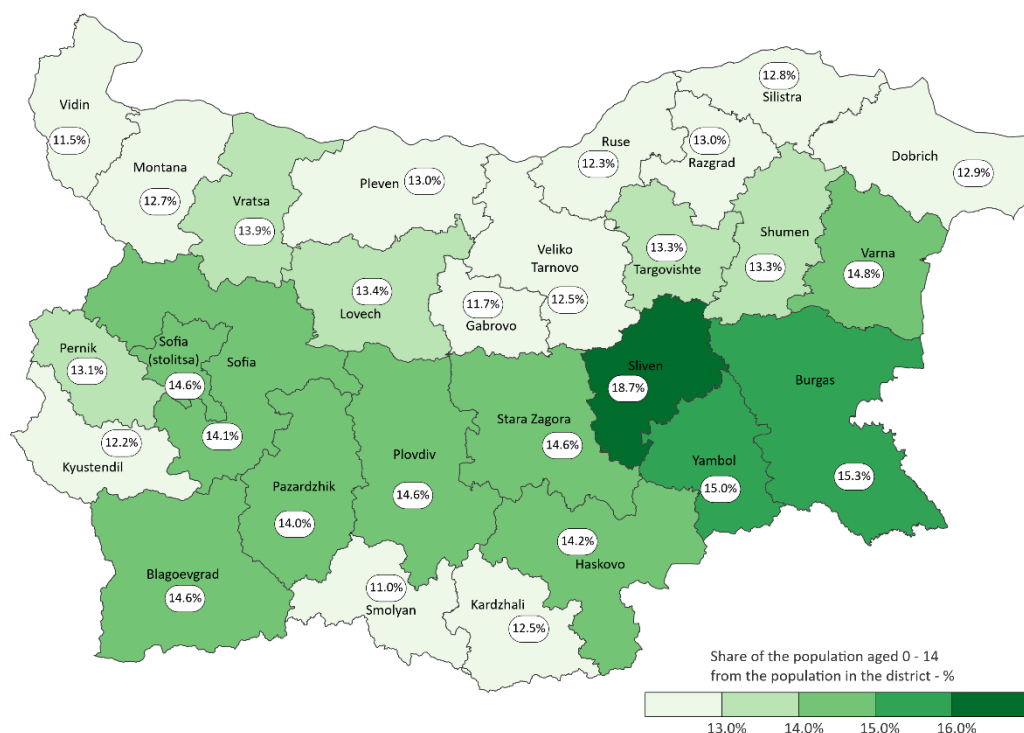 Vidin
11.5%
Montana
12.7%
Vratsa
13.9%
Pleven 13.0%
Lovech
13.4%
Veliko
Tarnovo
12.5%
Gabrovo
11.7%
Ruse
12.3%
Razgrad
13.0%
12.8%
Silistra
Dobrich
12.9%
13.3%
Targovishte
Shumen
13.3%
Varna
14.8%
Pernik
13.1%
Sofia
(stolitsa)
14.6%
Sofia
14.1%
12.2%
Kyustendil
Blagoevgrad
14.6%
Pazardzhik
14.0%
Plovdiv
14.6%
Stara Zagora
14.6%
Sliven
18.7%
Yambol
15.0%
Burgas
15.3%
14.2%
Haskovo
11.0%
Smolyan
Kardzhali
12.5%
Share of the population aged 0 - 14
from the population in the district - %
13.0% 14.0% 15.0% 16.0%